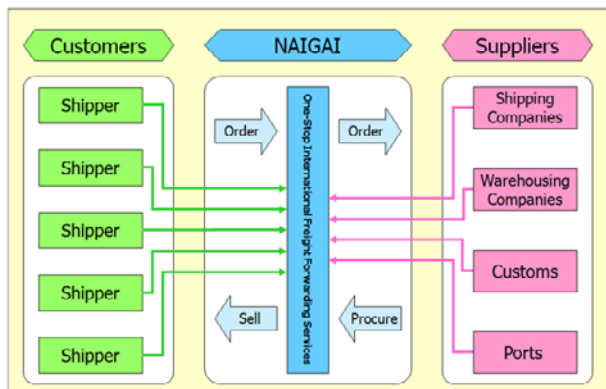 Customers
NAIGAI
Suppliers
Shipper
Shipper
Shipper
Shipper
Shipper
Order
Order
One-Stop International Freight Forwarding Services
Sell
Procure
Shipping
Companies
Warehousing
Companies
Customs
Ports